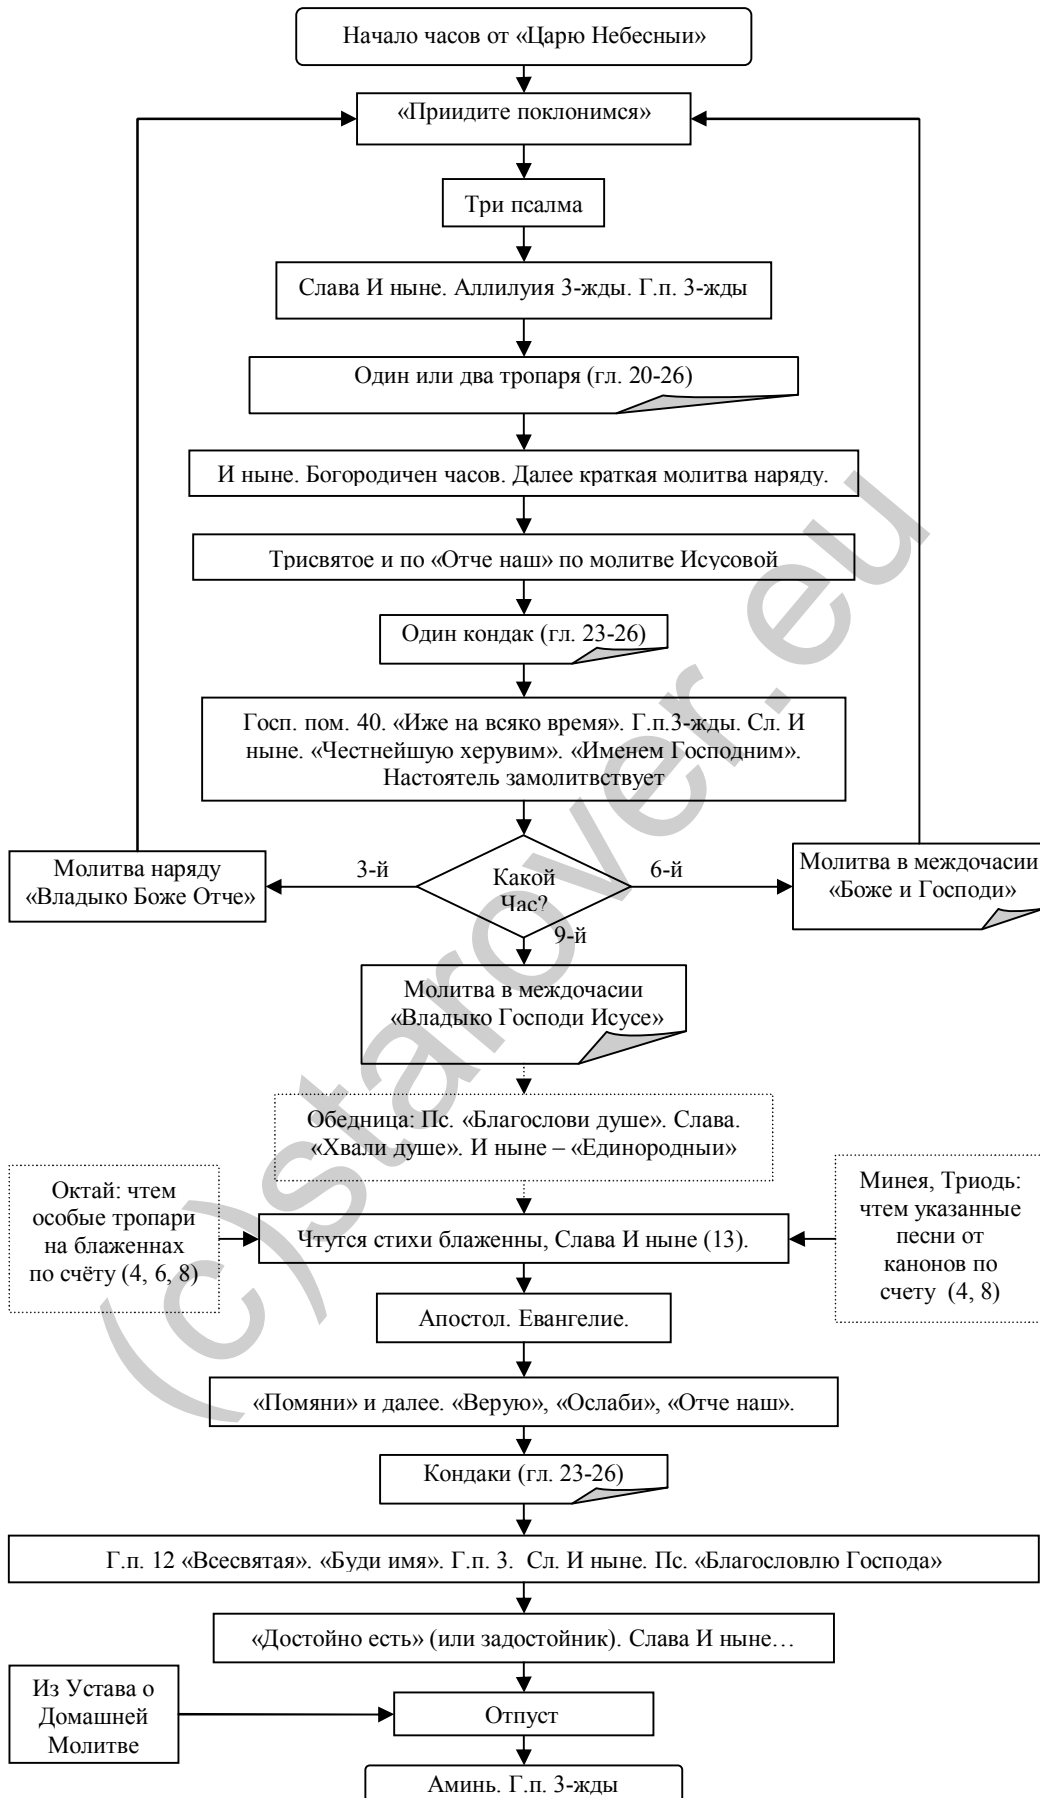 Начало часов от «Царю Небесныи»
«Приидите поклонимся»
Три псалма
Слава И ныне. Аллилуия 3-жды. Г.п. 3-жды
Один или два тропаря (гл. 20-26)
И ныне. Богородичен часов. Далее краткая молитва наряду.
Трисвятое и по «Отче наш» по молитве Исусовой
Один кондак (гл. 23-26)
Госп. пом. 40. «Иже на всяко время». Г.п.3-жды. Сл. И
ныне. «Честнейшую херувим». «Именем Господним».
Настоятель замолитвствует
Молитва наряду
«Владыко Боже Отче»
3-й
Какой
Час?
6-й
Молитва в междочасии
«Боже и Господи»
9-й
Молитва в междочасии
«Владыко Господи Исусе»
Обедница: Пс. «Благослови душе». Слава.
«Хвали душе». И ныне – «Единородныи»
Октай: чтем
особые тропари
на блаженнах
по счёту (4, 6, 8)
Чтутся стихи блаженны, Слава И ныне (13).
Минея, Триодь:
чтем указанные
песни от
канонов по
счету (4, 8)
Апостол. Евангелие.
«Помяни» и далее. «Верую», «Ослаби», «Отче наш».
Кондаки (гл. 23-26)
Г.п. 12 «Всесвятая». «Буди имя». Г.п. 3. Сл. И ныне. Пс. «Благословлю Господа»
«Достойно есть» (или задостойник). Слава И ныне…
Из Устава о
Домашней
Молитве
Отпуст
Аминь. Г.п. 3-жды
(c)starover.eu